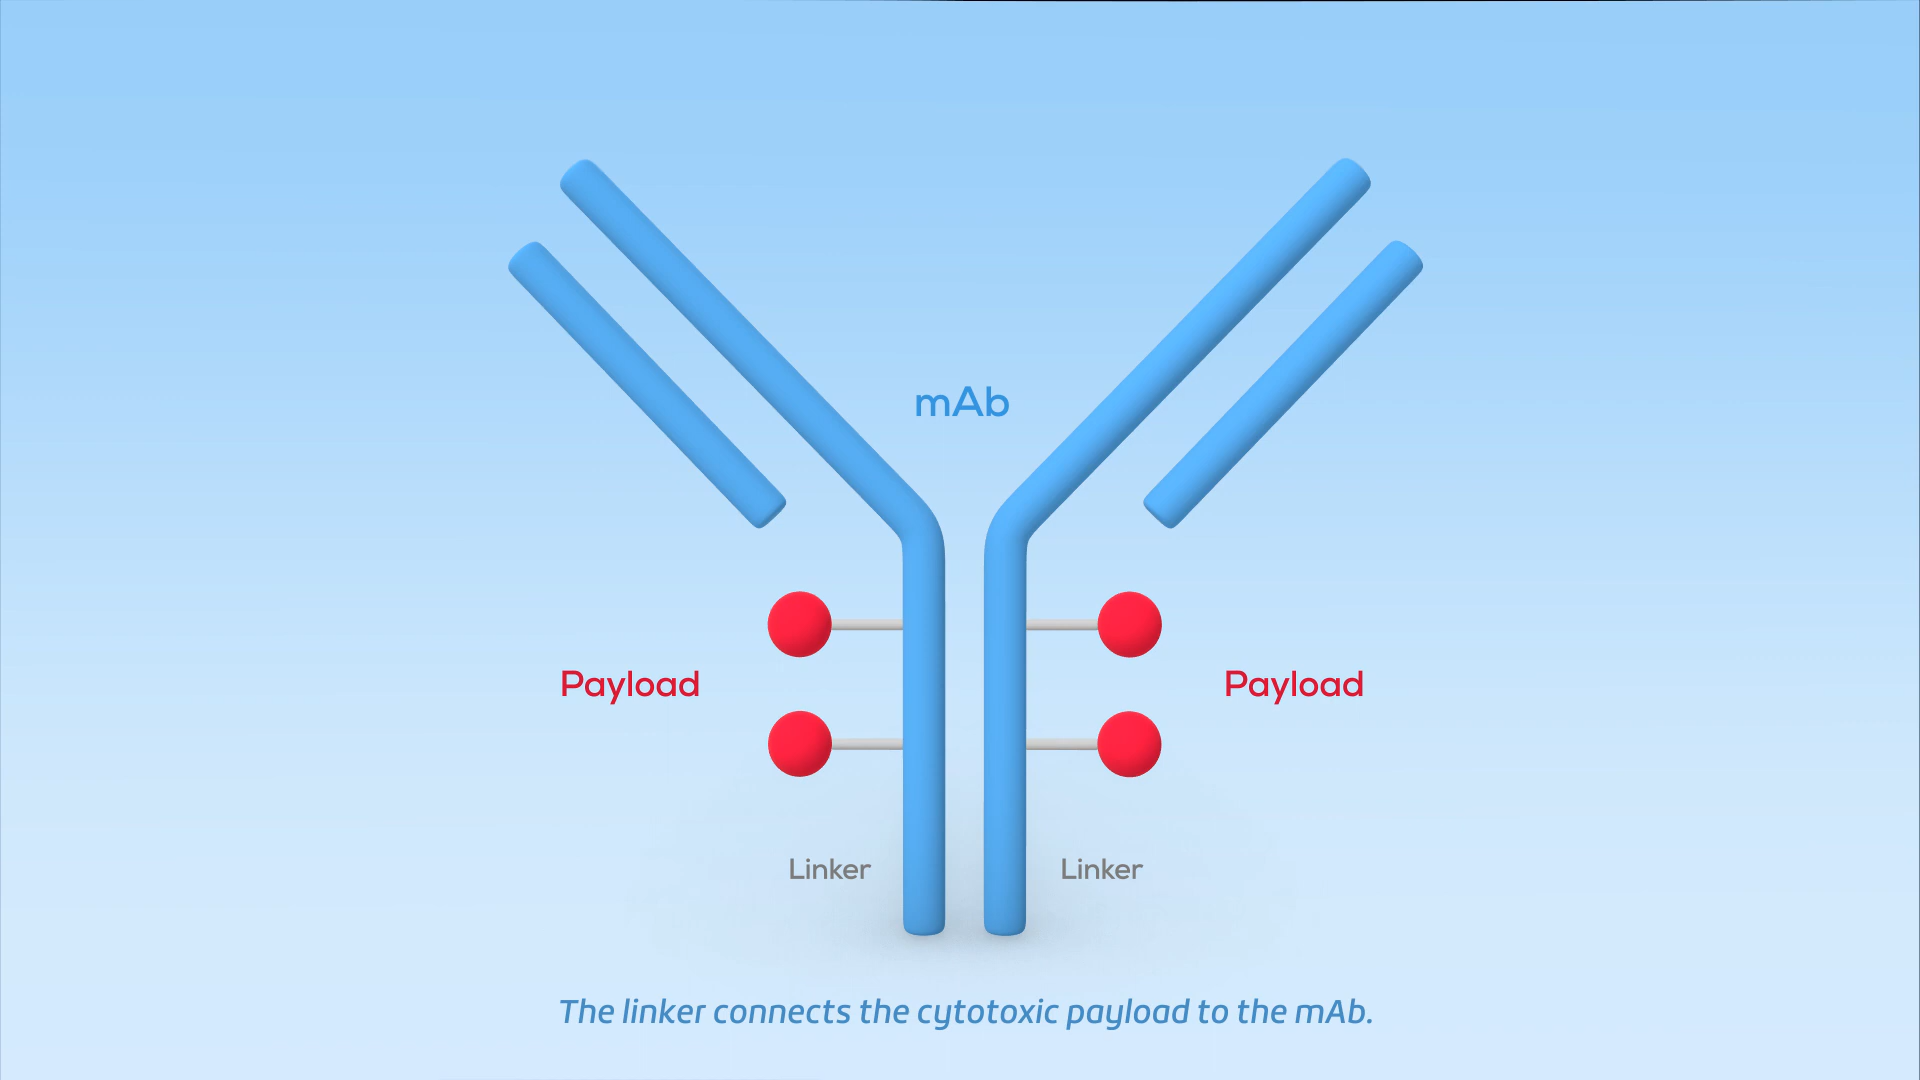 mAb
Payload
Payload
Linker
Linker
The linker connects the cytotoxic payload to the mAb.